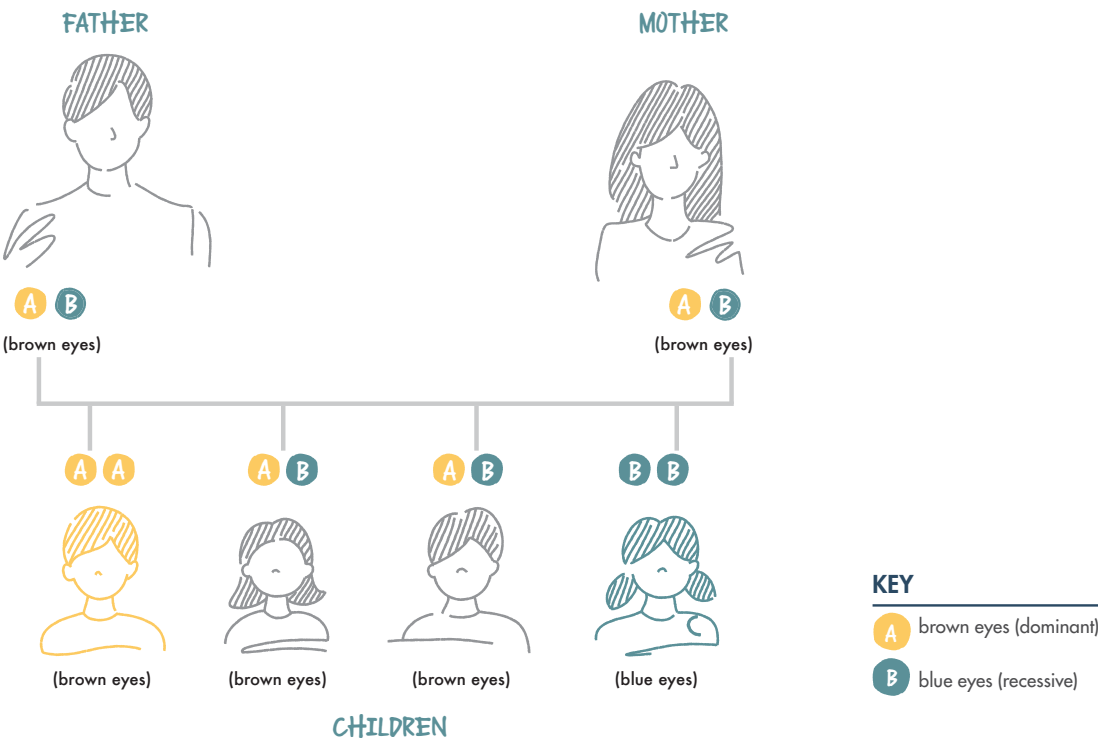 FATHER
MOTHER
A B
(brown eyes)
A B
(brown eyes)
A A
A B
A B
B B
(brown eyes)
(brown eyes)
(brown eyes)
(blue eyes)
CHILDREN
KEY
A brown eyes (dominant)
B blue eyes (recessive)